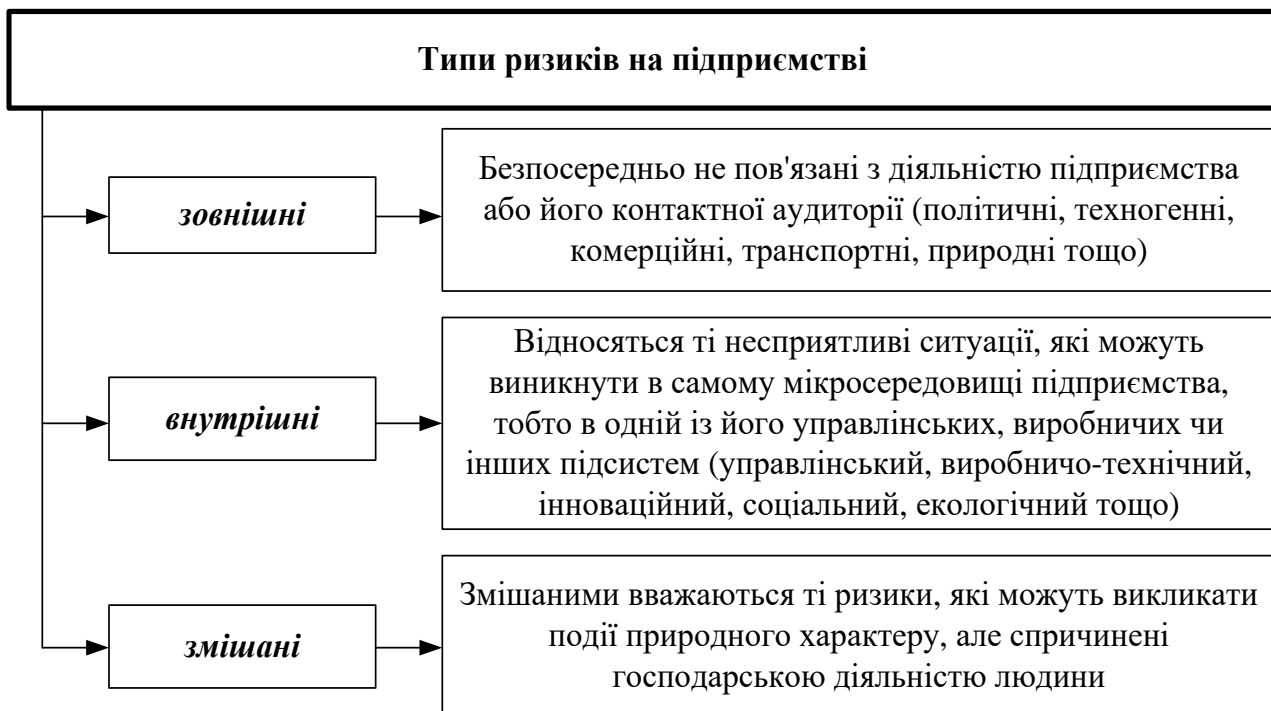 Типи ризиків на підприємстві
зовнішні
Безпосередньо не пов'язані з діяльністю підприємства
або його контактної аудиторії (політичні, техногенні,
комерційні, транспортні, природні тощо)
внутрішні
Відносяться ті несприятливі ситуації, які можуть
виникнути в самому мікросередовищі підприємства,
тобто в одній із його управлінських, виробничих чи
інших підсистем (управлінський, виробничо-технічний,
інноваційний, соціальний, екологічний тощо)
змішані
Змішаними вважаються ті ризики, які можуть викликати
події природного характеру, але спричинені
господарською діяльністю людини